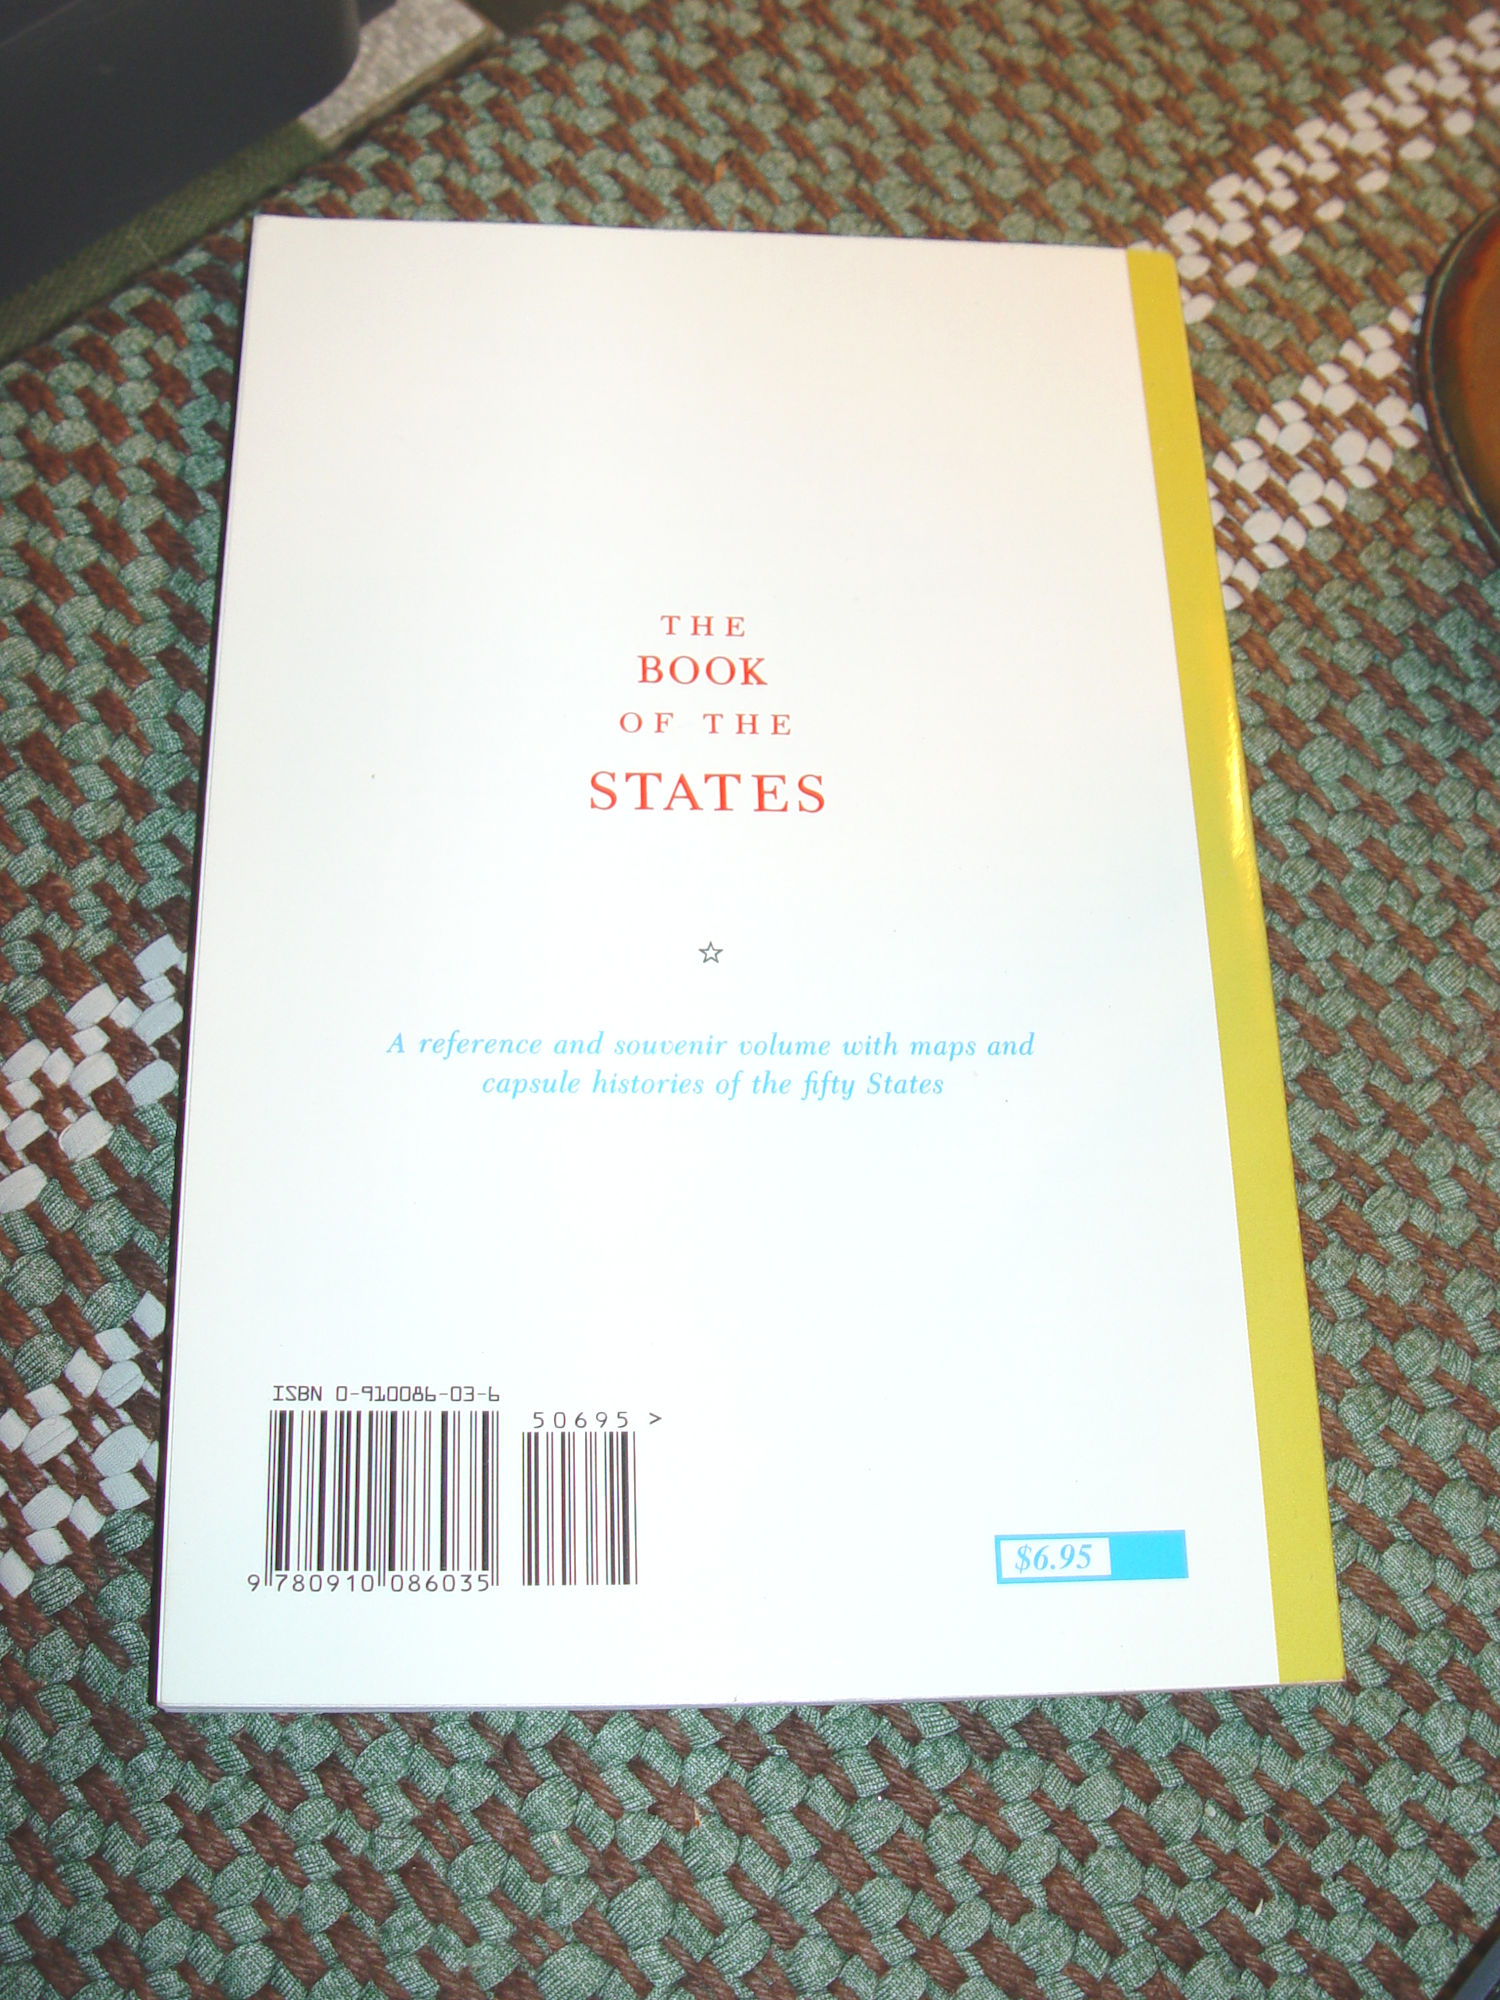 THE
BOOK
OF THE
STATES
A reference and souvenir volume with maps and
capsule histories of the fifty States
ISBN 0-910086-03-6
50695 >
9 780910 086035
$6.95